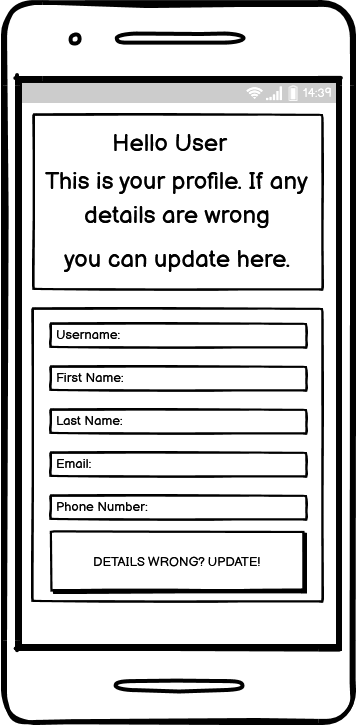 14:39
Hello User
This is your profile. If any
details are wrong
you can update here.
Username:
First Name:
Last Name:
Email:
Phone Number:
DETAILS WRONG? UPDATE!